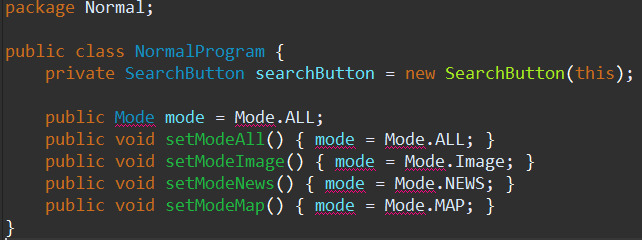 package Normal;
public class NormalProgram {
private SearchButton searchButton = new SearchButton(this);
public Mode mode = Mode.ALL;
public void setModeAll() { mode = Mode.ALL; }
public void setModeImage() { mode = Mode.Image; }
public void setModeNews() { mode = Mode.NEWS; }
public void setModeMap() { mode = Mode.MAP; }
}